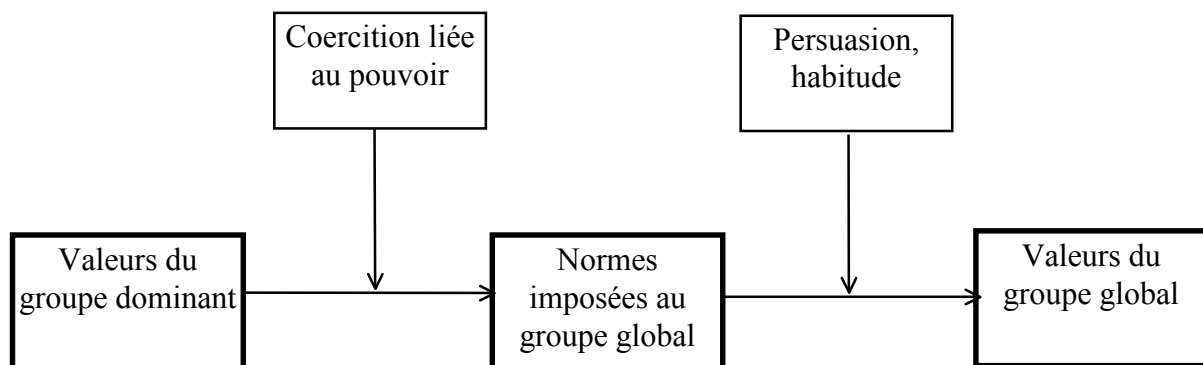 Coercition liée
au pouvoir
Persuasion,
habitude
Valeurs du
groupe dominant
Normes
imposées au
groupe global
Valeurs du
groupe global